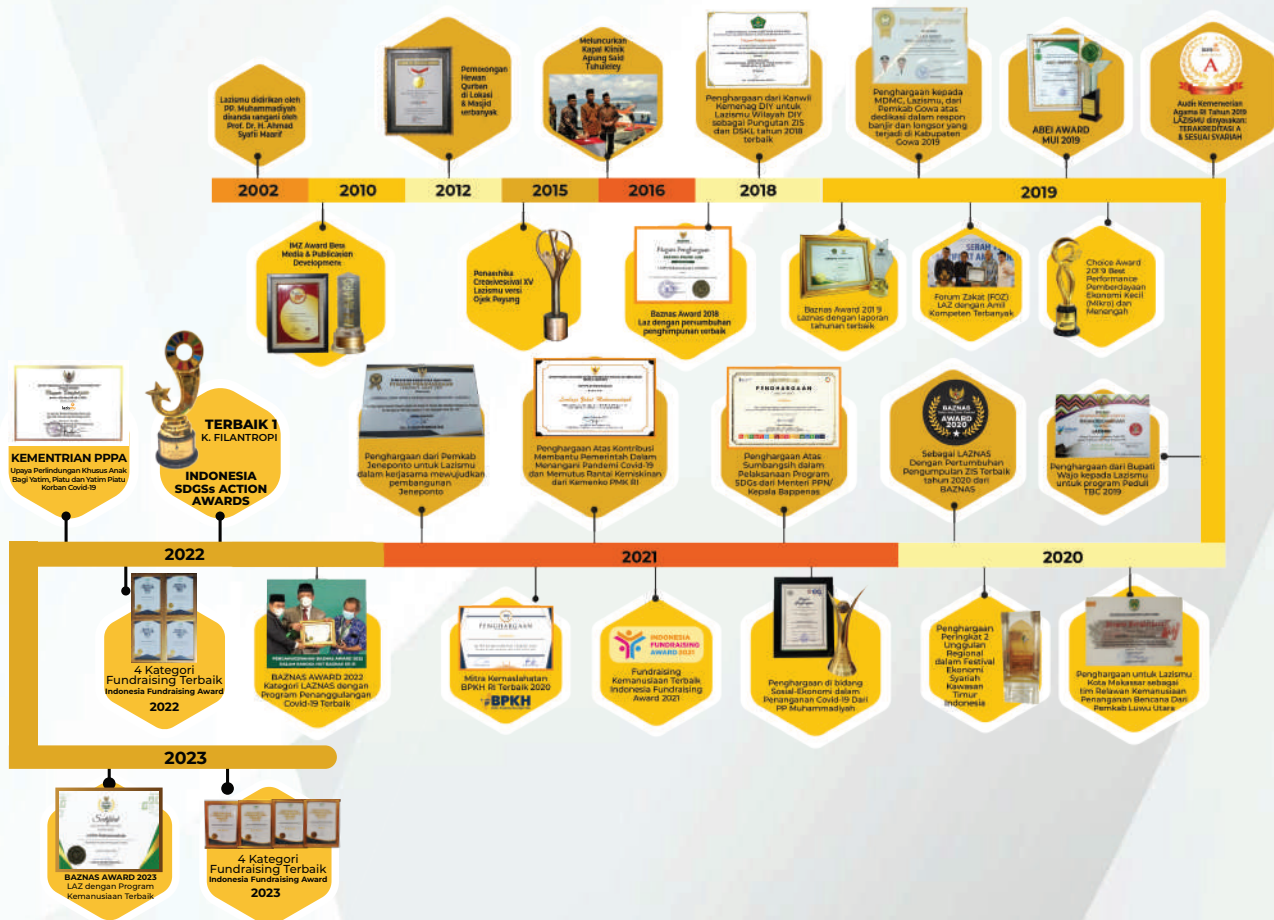 Lazismu didirikan oleh
PP. Muhammadiyah
ditanda tangani oleh
Prof. Dr. H. Ahmad
Syafii Maarif
Pemotongan
Hewan
Qurban
di Lokasi
& Masjid
terbanyak
Meluncurkan
Kapal Klinik
Apung Said
Tuhuleley
Penghargaan dari Kanwil
Kemenag DIY untuk
Lazismu Wilayah DIY
sebagai Pungutan ZIS
dan DSKL tahun 2018
terbaik
Penghargaan kepada
MDMC, Lazismu, dari
Pemkab Gowa atas
dedikasi dalam respon
banjir dan longsor yang
terjadi di Kabupaten
Gowa 2019
ABEI AWARD
MUI 2019
A
Audit Kementerian
Agama RI Tahun 2019
LAZISMU dinyatakan:
TERAKREDITASI A
& SESUAI SYARIAH
2002
2010
2012
2015
2016
2018
2019
IMZ Award Best
Media & Publication
Development
Penasthika
Creativestival XV
Lazismu versi
Ojek Payung
Piagam Penghargaan
Baznas Award 2018
Laz dengan pertumbuhan
penghimpunan terbaik
Baznas Award 2019
Laznas dengan laporan
tahunan terbaik
Forum Zakat (FOZ)
LAZ dengan Amil
Kompeten Terbanyak
Choice Award
2019 Best
Performance
Pemberdayaan
Ekonomi Kecil
(Mikro) dan
Menengah
KEMENTRIAN PPPA
Upaya Perlindungan Khusus Anak
Bagi Yatim, Piatu dan Yatim Piatu
Korban Covid-19
TERBAIK 1
K. FILANTROPI
INDONESIA
SDGSs ACTION
AWARDS
Penghargaan dari Pemkab
Jeneponto untuk Lazismu
dalam kerjasama mewujudkan
pembangunan
Jeneponto
Penghargaan Atas Kontribusi
Membantu Pemerintah Dalam
Menangani Pandemi Covid-19
dan Memutus Rantai Kemiskinan
dari Kemenko PMK RI
PENGHARGAAN
Penghargaan Atas
Sumbangsih dalam
Pelaksanaan Program
SDGs dari Menteri PPN/
Kepala Bappenas
BAZNAS
AWARD
2020
Sebagai LAZNAS
Dengan Pertumbuhan
Pengumpulan ZIS Terbaik
tahun 2020 dari
BAZNAS
Penghargaan dari Bupati
Wajo kepada Lazismu
untuk program Peduli
TBC 2019
2022
2021
2020
4 Kategori
Fundraising Terbaik
Indonesia Fundraising Award
2022
BAZNAS AWARD 2022
Kategori LAZNAS dengan
Program Penanggulangan
Covid-19 Terbaik
PENGHARGAAN
Mitra Kemaslahatan
BPKH RI Terbaik 2020
BPKH
INDONESIA
FUNDRAISING
AWARD 2021
Fundraising
Kemanusiaan Terbaik
Indonesia Fundraising
Award 2021
Penghargaan di bidang
Sosial-Ekonomi dalam
Penanganan Covid-19 Dari
PP Muhammadiyah
Penghargaan
Peringkat 2
Unggulan
Regional
dalam Festival
Ekonomi
Syariah
Kawasan
Timur
Indonesia
Penghargaan untuk Lazismu
Kota Makassar sebagai
tim Relawan Kemanusiaan
Penanganan Bencana Dari
Pemkab Luwu Utara
2023
Sertifikat
BAZNAS AWARD 2023
LAZ dengan Program
Kemanusiaan Terbaik
4 Kategori
Fundraising Terbaik
Indonesia Fundraising Award
2023